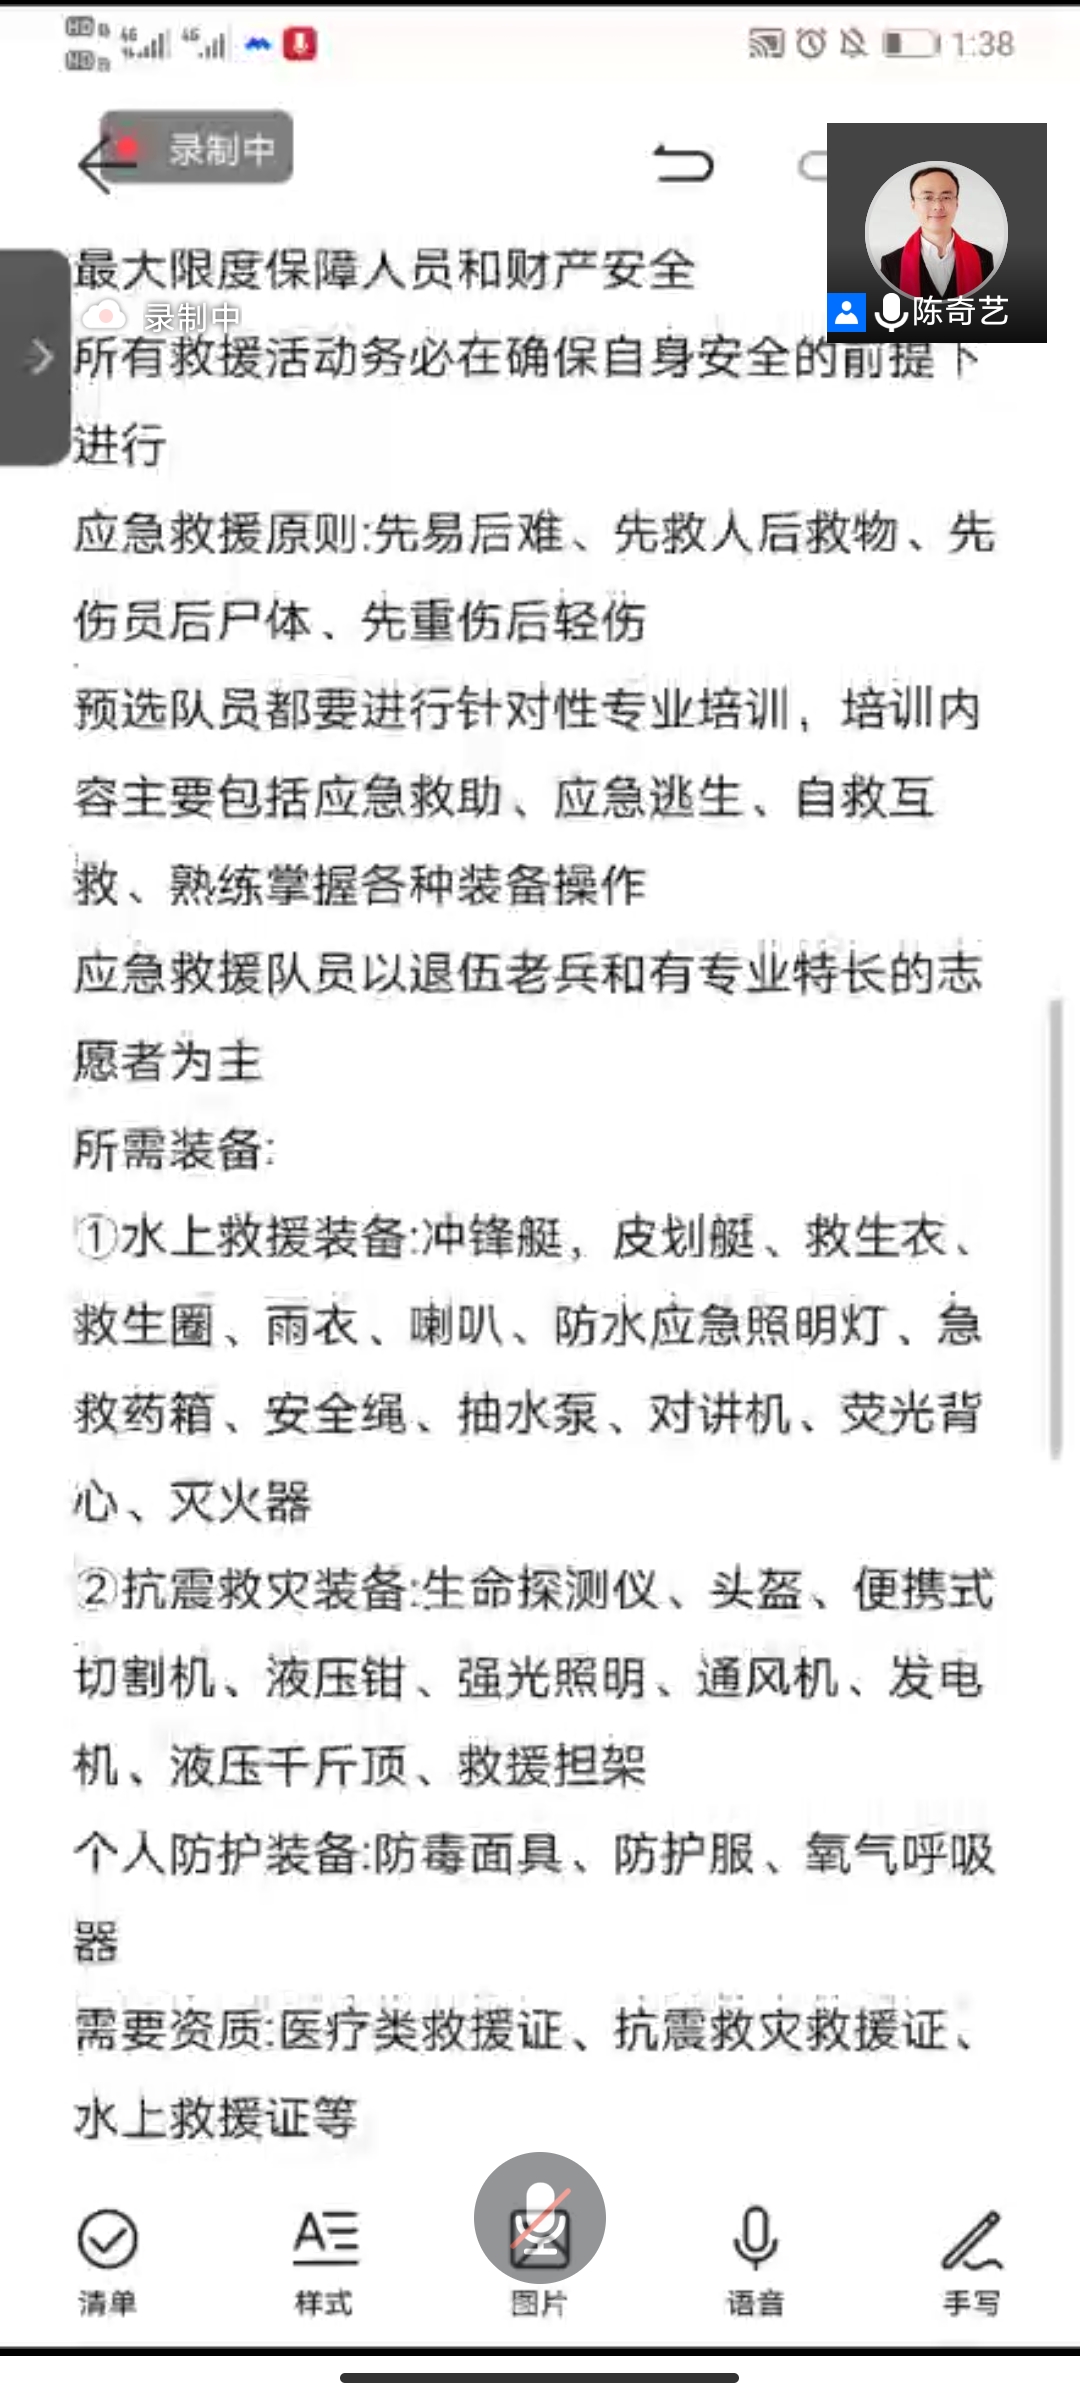 1:38
录制中
陈奇艺
最大限度保障人员和财产安全
录制中
所有救援活动务必在确保自身安全的前提下
进行
应急救援原则:先易后难、先救人后救物、先
伤员后尸体、先重伤后轻伤
预选队员都要进行针对性专业培训，培训内
容主要包括应急救助、应急逃生、自救互
救、熟练掌握各种装备操作
应急救援队员以退伍老兵和有专业特长的志
愿者为主
所需装备:
①水上救援装备:冲锋艇，皮划艇、救生衣、
救生圈、雨衣、喇叭、防水应急照明灯、急
救药箱、安全绳、抽水泵、对讲机、荧光背
心、灭火器
②抗震救灾装备:生命探测仪、头盔、便携式
切割机、液压钳、强光照明、通风机、发电
机、液压千斤顶、救援担架
个人防护装备:防毒面具、防护服、氧气呼吸
器
需要资质:医疗类救援证、抗震救灾救援证、
水上救援证等
清单 样式 图片 语音 手写